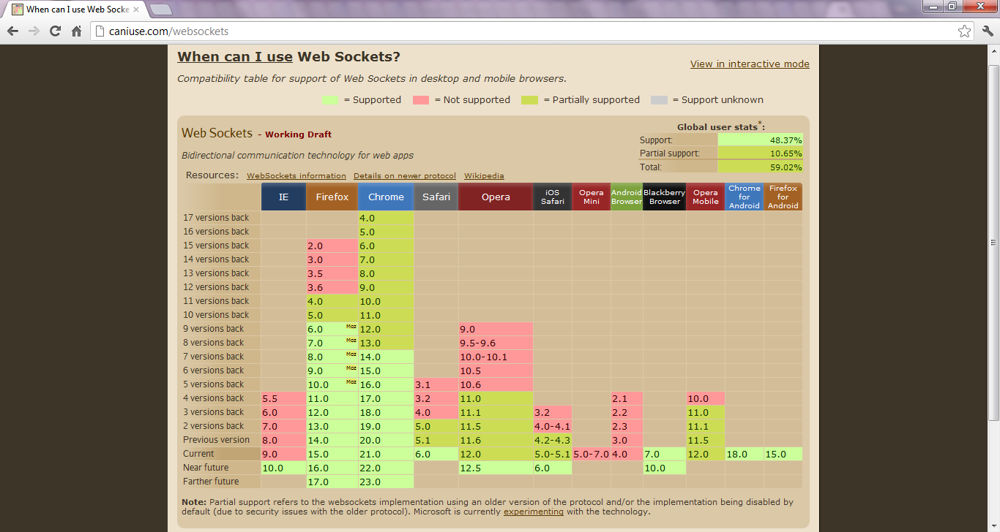 When can I use Web Socke
caniuse.com/websockets
When can I use Web Sockets?
View in interactive mode
Compatibility table for support of Web Sockets in desktop and mobile browsers.
= Supported = Not supported = Partially supported = Support unknown
Web Sockets - Working Draft
Global user stats*:
Support: 48.37%
Partial support: 10.65%
Total: 59.02%
Bidirectional communication technology for web apps
Resources: WebSockets information Details on newer protocol Wikipedia
IE Firefox Chrome Safari Opera iOS Safari Opera Mini Android Browser Blackberry Browser Opera Mobile Chrome for Android Firefox for Android
17 versions back 4.0
16 versions back 5.0
15 versions back 2.0 6.0
14 versions back 3.0 7.0
13 versions back 3.5 8.0
12 versions back 3.6 9.0
11 versions back 4.0 10.0
10 versions back 5.0 11.0
9 versions back 6.0 Moz 12.0 9.0
8 versions back 7.0 Moz 13.0 9.5-9.6
7 versions back 8.0 Moz 14.0 10.0-10.1
6 versions back 9.0 Moz 15.0 10.5
5 versions back 10.0 Moz 16.0 3.1 10.6
4 versions back 5.5 11.0 17.0 3.2 11.0 2.1 10.0
3 versions back 6.0 12.0 18.0 4.0 11.1 3.2 2.2 11.0
2 versions back 7.0 13.0 19.0 5.0 11.5 4.0-4.1 2.3 11.1
Previous version 8.0 14.0 20.0 5.1 11.6 4.2-4.3 3.0 11.5
Current 9.0 15.0 21.0 6.0 12.0 5.0-5.1 5.0-7.0 4.0 7.0 12.0 18.0 15.0
Near future 10.0 16.0 22.0 12.5 6.0 10.0
Farther future 17.0 23.0
Note: Partial support refers to the websockets implementation using an older version of the protocol and/or the implementation being disabled by
default (due to security issues with the older protocol). Microsoft is currently experimenting with the technology.